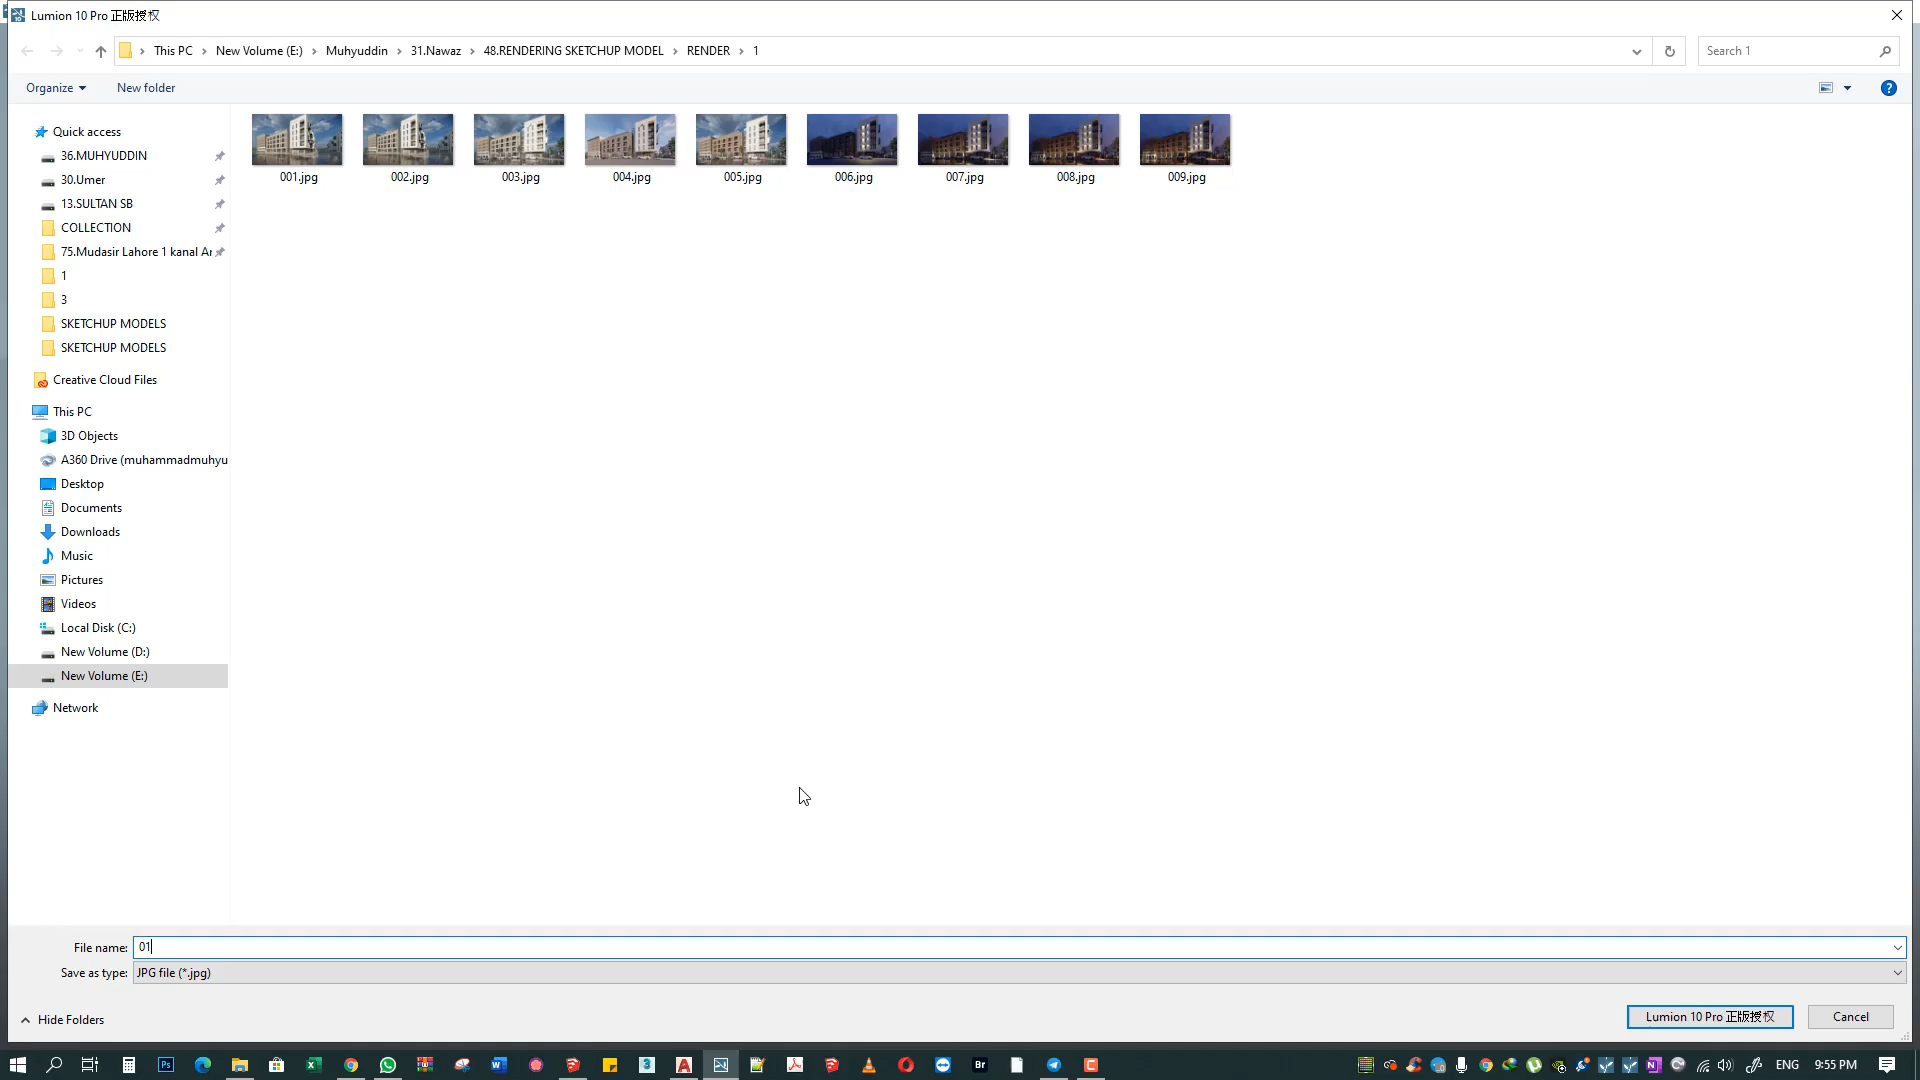 Lumion 10 Pro 正版授权
This PC > New Volume (E:) > Muhyuddin > 31.Nawaz > 48.RENDERING SKETCHUP MODEL > RENDER > 1
Search 1
Organize
New folder
Quick access
36.MUHYUDDIN
30.Umer
13.SULTAN SB
COLLECTION
75.Mudasir Lahore 1 kanal Ar
1
3
SKETCHUP MODELS
SKETCHUP MODELS
Creative Cloud Files
This PC
3D Objects
A360 Drive (muhammadmuhyu
Desktop
Documents
Downloads
Music
Pictures
Videos
Local Disk (C:)
New Volume (D:)
New Volume (E:)
Network
001.jpg
002.jpg
003.jpg
004.jpg
005.jpg
006.jpg
007.jpg
008.jpg
009.jpg
File name: 01
Save as type: JPG file (*.jpg)
Hide Folders
Lumion 10 Pro 正版授权
Cancel
ENG
9:55 PM